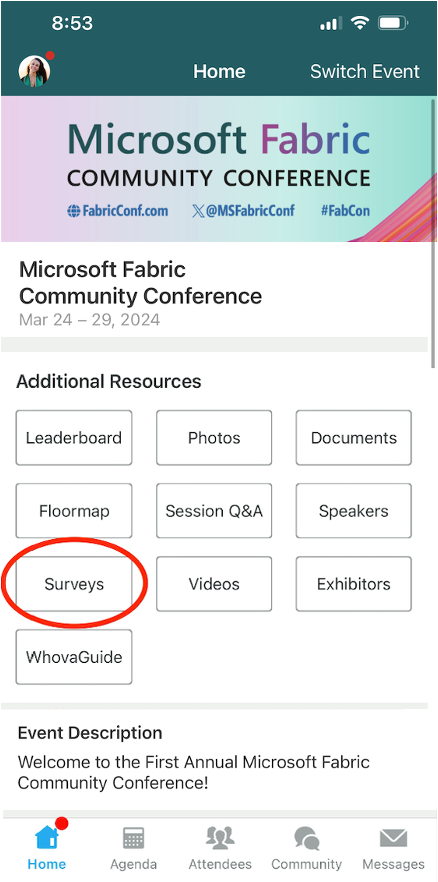 8:53
Home
Switch Event
Microsoft Fabric
COMMUNITY CONFERENCE
FabricConf.com @MSFabricConf #FabCon
Microsoft Fabric
Community Conference
Mar 24 – 29, 2024
Additional Resources
Leaderboard
Photos
Documents
Floormap
Session Q&A
Speakers
Surveys
Videos
Exhibitors
WhovaGuide
Event Description
Welcome to the First Annual Microsoft Fabric
Community Conference!
Home
Agenda
Attendees
Community
Messages